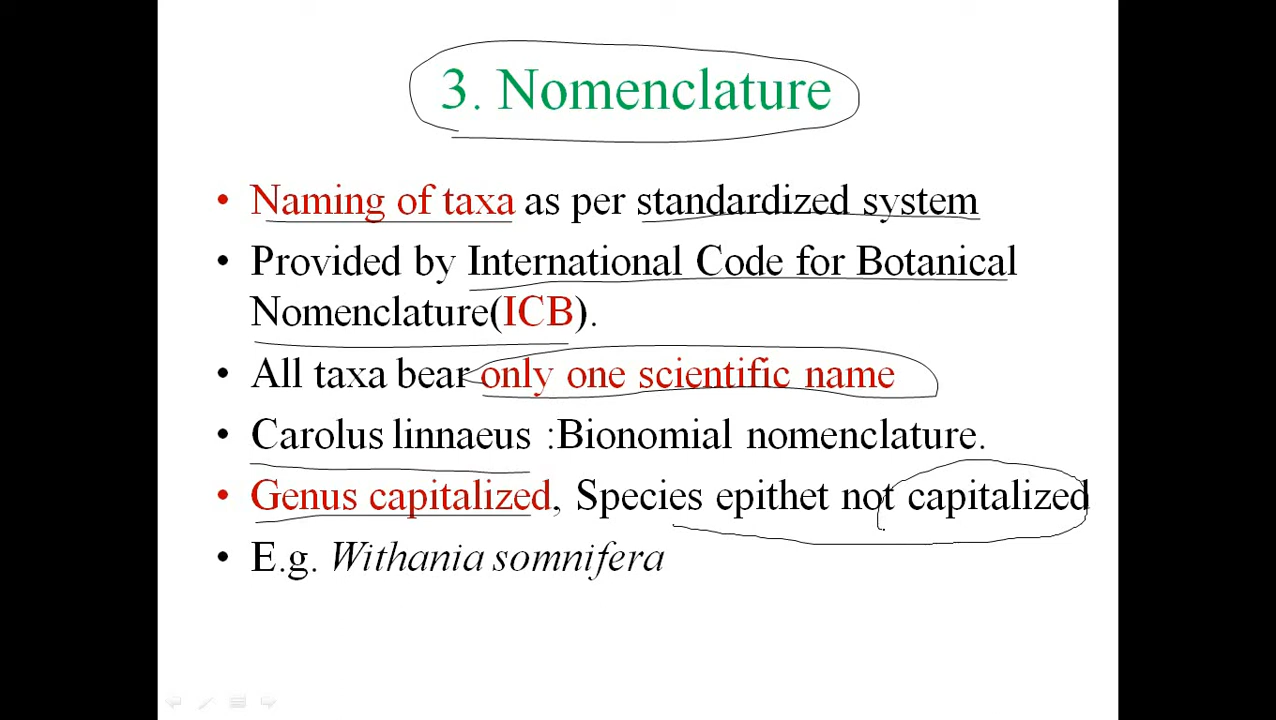 3. Nomenclature
• Naming of taxa as per standardized system
• Provided by International Code for Botanical
Nomenclature(ICB).
• All taxa bear only one scientific name
• Carolus linnaeus :Bionomial nomenclature.
• Genus capitalized, Species epithet not capitalized
• E.g. Withania somnifera